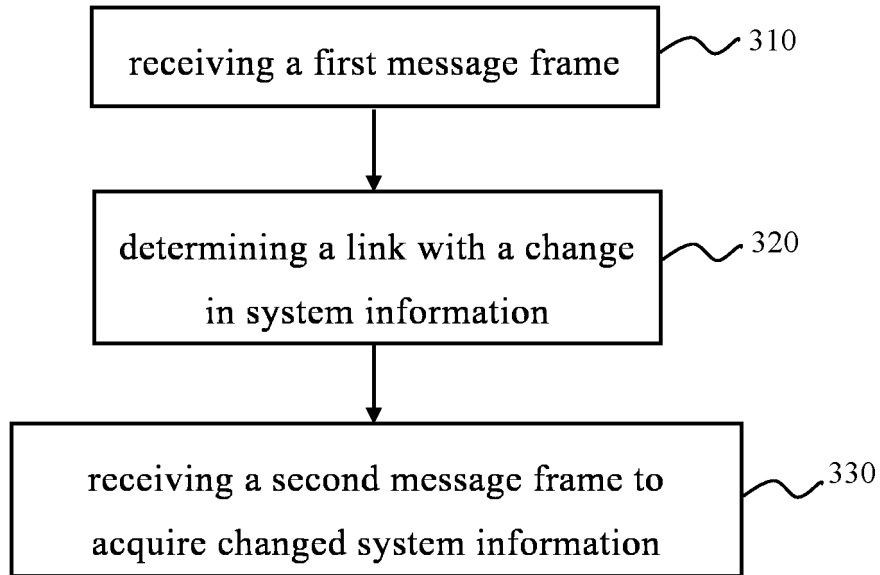 receiving a first message frame
310
determining a link with a change
in system information
320
receiving a second message frame to
acquire changed system information
330